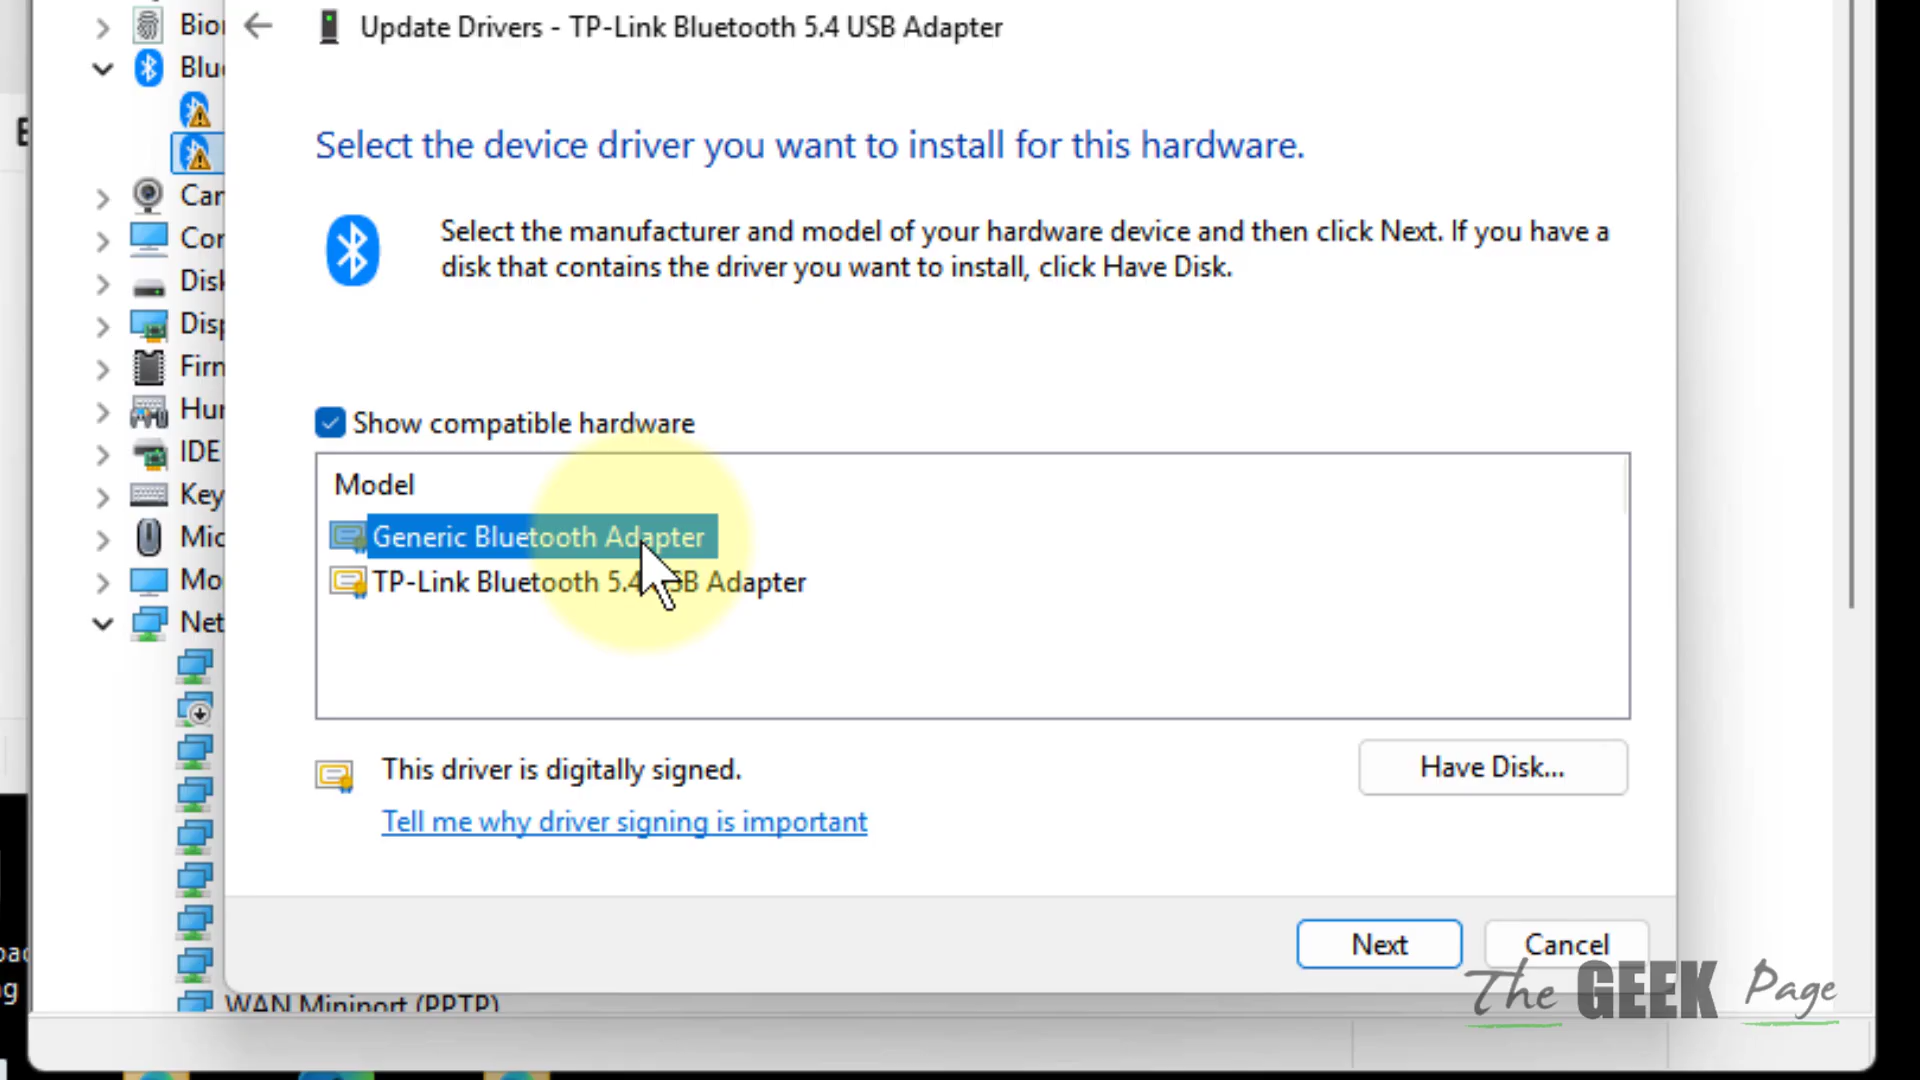 Update Drivers - TP-Link Bluetooth 5.4 USB Adapter
Bior
Blu
Select the device driver you want to install for this hardware.
Car
Select the manufacturer and model of your hardware device and then click Next. If you have a
disk that contains the driver you want to install, click Have Disk.
Cor
Disk
Disp
Firn
Hur
Show compatible hardware
IDE
Model
Key
Generic Bluetooth Adapter
Mic
TP-Link Bluetooth 5.4 USB Adapter
Mo
Net
This driver is digitally signed.
Have Disk...
Tell me why driver signing is important
Next
Cancel
The GEEK Page
WAN Miniport (PPTP)